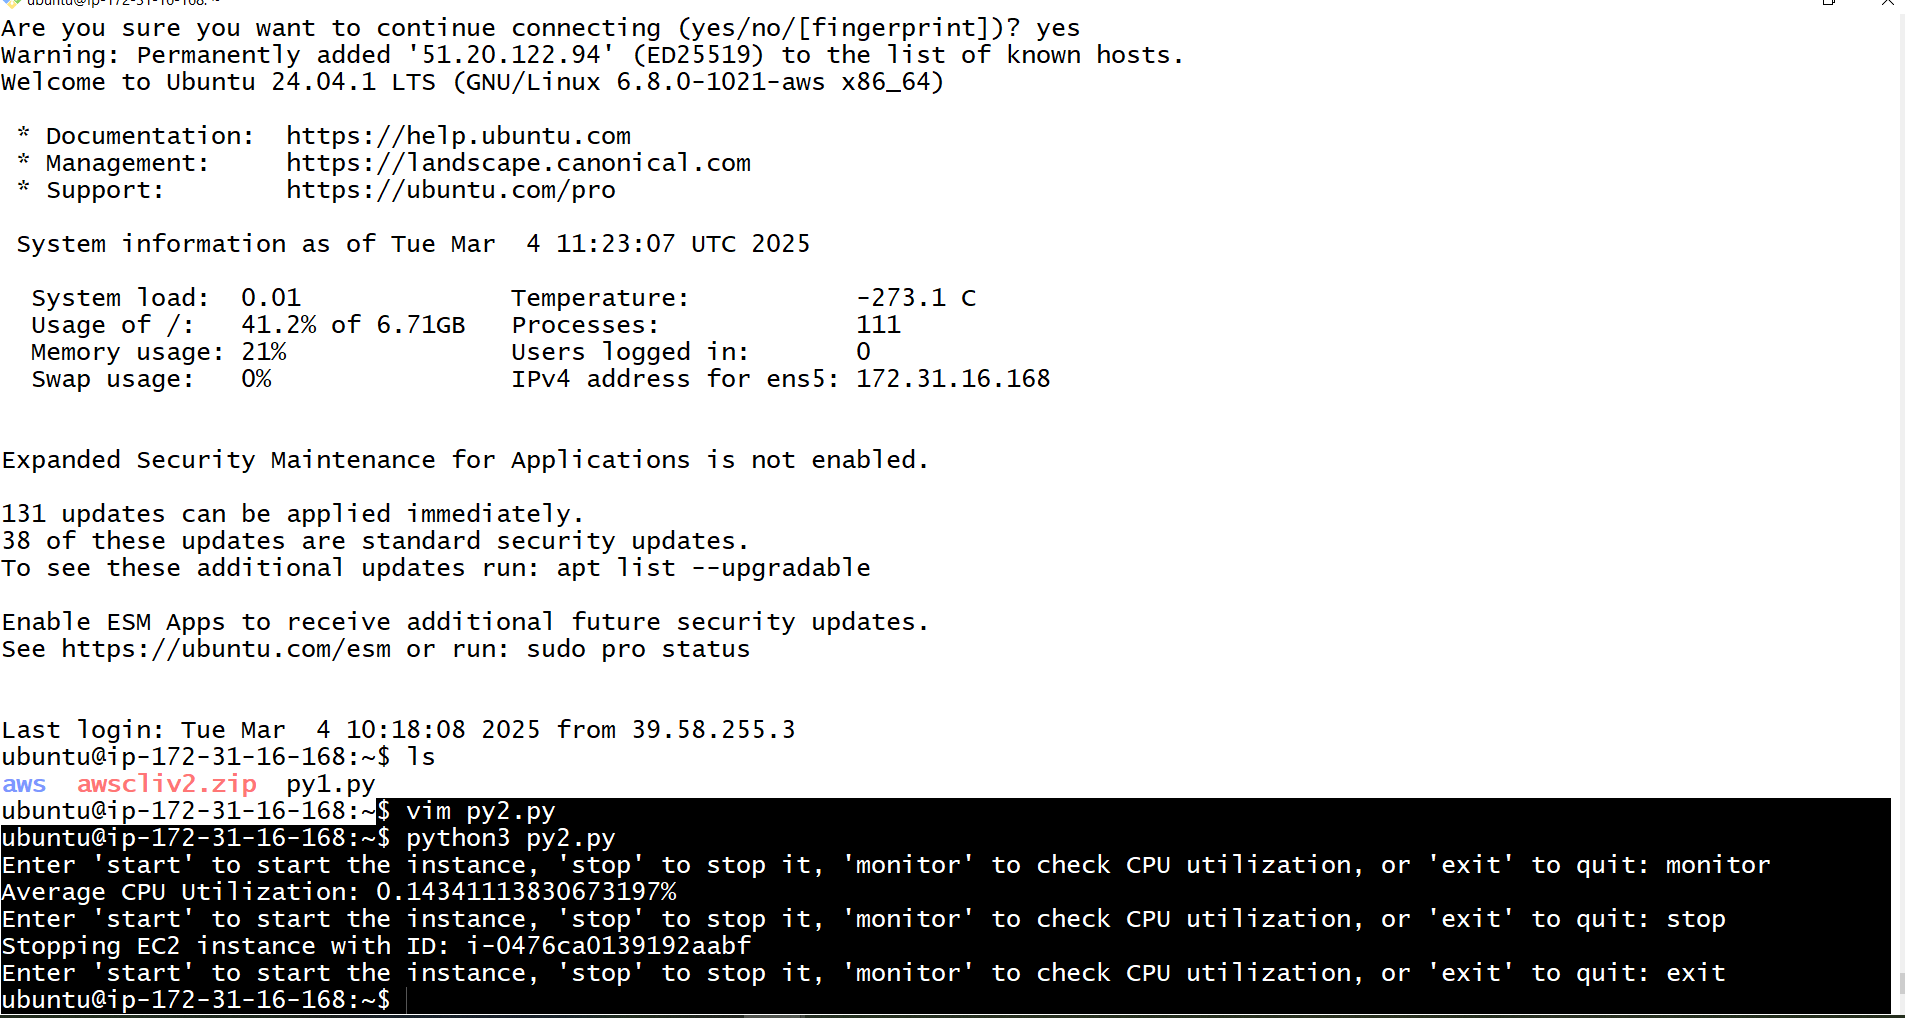 ubuntu@ip-172-31-16-168: ~
Are you sure you want to continue connecting (yes/no/[fingerprint])? yes
Warning: Permanently added '51.20.122.94' (ED25519) to the list of known hosts.
Welcome to Ubuntu 24.04.1 LTS (GNU/Linux 6.8.0-1021-aws x86_64)
* Documentation:  https://help.ubuntu.com
* Management:     https://landscape.canonical.com
* Support:        https://ubuntu.com/pro
System information as of Tue Mar  4 11:23:07 UTC 2025
System load:  0.01                Temperature:           -273.1 C
Usage of /:   41.2% of 6.71GB   Processes:             111
Memory usage: 21%               Users logged in:       0
Swap usage:   0%                IPv4 address for ens5: 172.31.16.168
Expanded Security Maintenance for Applications is not enabled.
131 updates can be applied immediately.
38 of these updates are standard security updates.
To see these additional updates run: apt list --upgradable
Enable ESM Apps to receive additional future security updates.
See https://ubuntu.com/esm or run: sudo pro status
Last login: Tue Mar  4 10:18:08 2025 from 39.58.255.3
ubuntu@ip-172-31-16-168:~$ ls
aws  awscliv2.zip  py1.py
ubuntu@ip-172-31-16-168:~$ vim py2.py
ubuntu@ip-172-31-16-168:~$ python3 py2.py
Enter 'start' to start the instance, 'stop' to stop it, 'monitor' to check CPU utilization, or 'exit' to quit: monitor
Average CPU Utilization: 0.14341113830673197%
Enter 'start' to start the instance, 'stop' to stop it, 'monitor' to check CPU utilization, or 'exit' to quit: stop
Stopping EC2 instance with ID: i-0476ca0139192aabf
Enter 'start' to start the instance, 'stop' to stop it, 'monitor' to check CPU utilization, or 'exit' to quit: exit
ubuntu@ip-172-31-16-168:~$